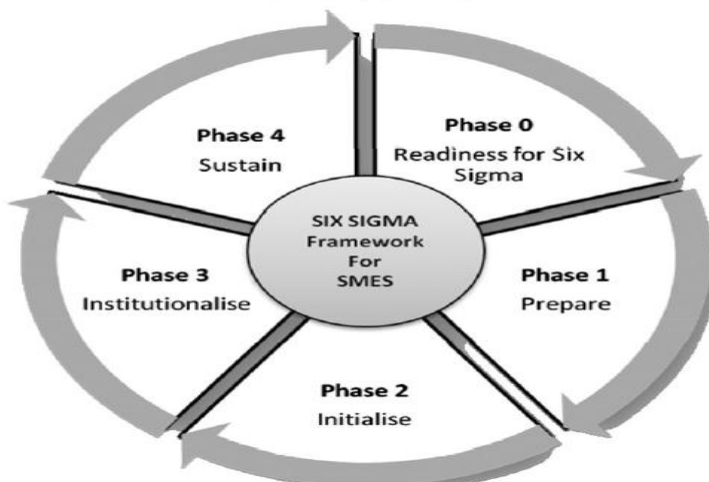 Phase 0
Readiness for Six
Sigma
Phase 1
Prepare
Phase 2
Initialise
Phase 3
Institutionalise
Phase 4
Sustain
SIX SIGMA
Framework
For
SMES